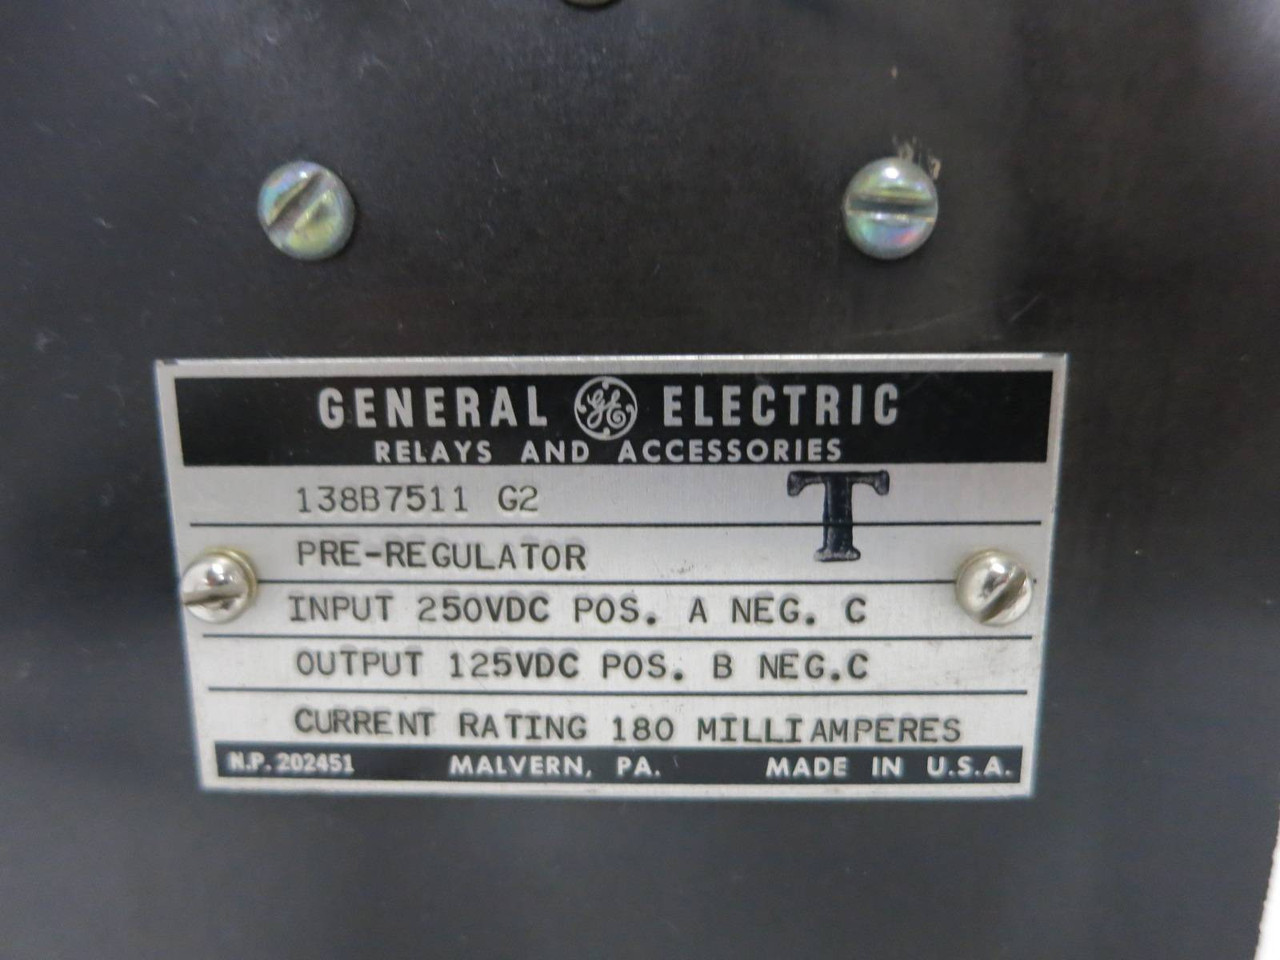 GENERAL GE ELECTRIC
RELAYS AND ACCESSORIES
138B7511 G2
T
PRE-REGULATOR
INPUT 250VDC POS. A NEG. C
OUTPUT 125VDC POS. B NEG.C
CURRENT RATING 180 MILLIAMPERES
N.P. 202451 MALVERN, PA. MADE IN U.S.A.